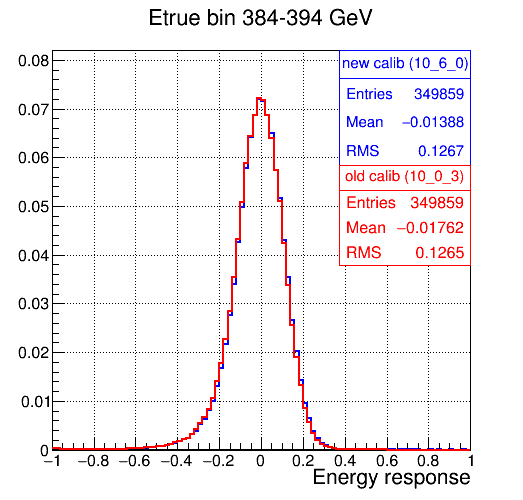 Etrue bin 384-394 GeV
0.08
0.07
0.06
0.05
0.04
0.03
0.02
0.01
0
−1 −0.8 −0.6 −0.4 −0.2 0 0.2 0.4 0.6 0.8 1
Energy response
new calib (10_6_0)
Entries 349859
Mean −0.01388
RMS 0.1267
old calib (10_0_3)
Entries 349859
Mean −0.01762
RMS 0.1265